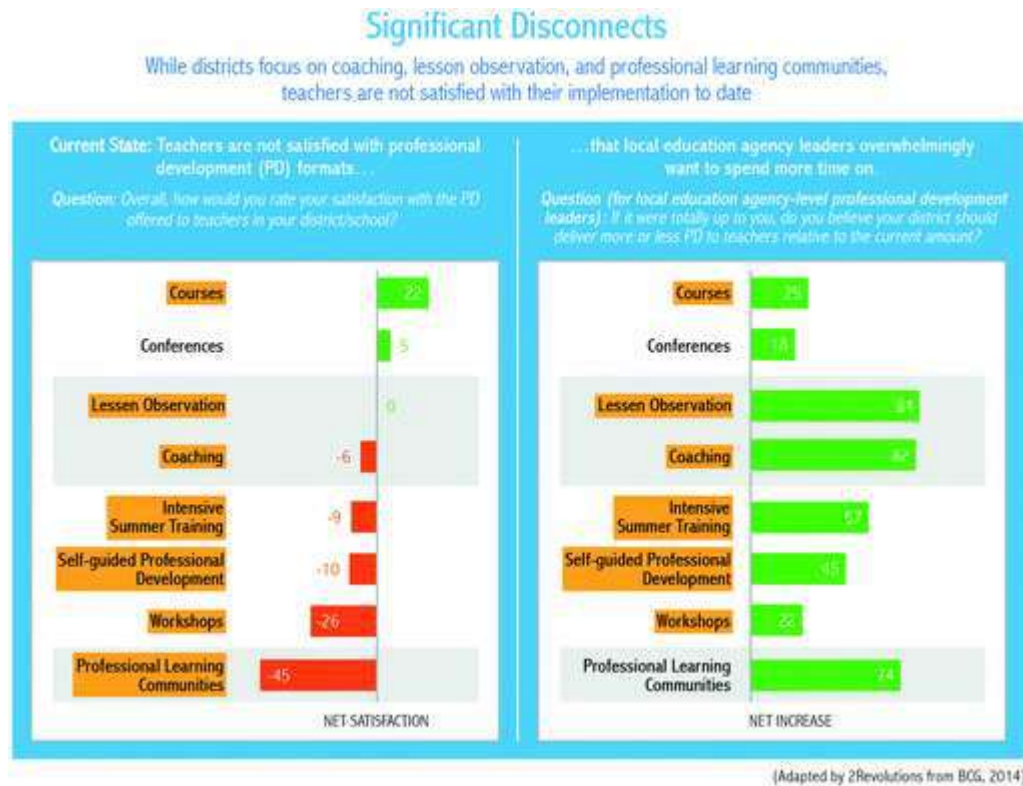 Significant Disconnects
While districts focus on coaching, lesson observation, and professional learning communities,
teachers are not satisfied with their implementation to date
Current State: Teachers are not satisfied with professional
development (PD) formats...
Question: Overall, how would you rate your satisfaction with the PD
offered to teachers in your district/school?
Courses 22
Conferences 5
Lessen Observation 0
Coaching -6
Intensive
Summer Training -9
Self-guided Professional
Development -10
Workshops -26
Professional Learning
Communities -45
NET SATISFACTION
...that local education agency leaders overwhelmingly
want to spend more time on.
Question (for local education agency-level professional development
leaders): If it were totally up to you, do you believe your district should
deliver more or less PD to teachers relative to the current amount?
Courses
Conferences
Lessen Observation
Coaching
Intensive
Summer Training 57
Self-guided Professional
Development 45
Workshops 22
Professional Learning
Communities 74
NET INCREASE
(Adapted by 2Revolutions from BCG, 2014)